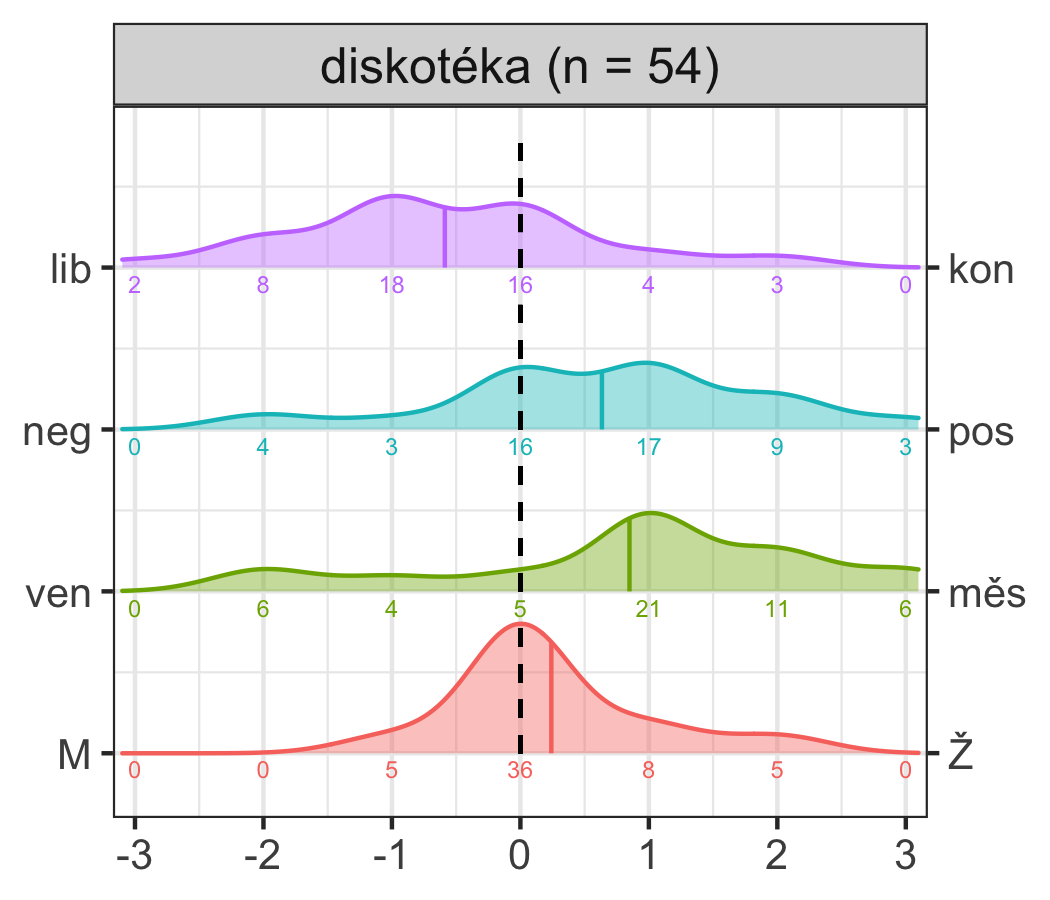 diskotéka (n = 54)
lib kon
2 8 18 16 4 3 0
neg pos
0 4 3 16 17 9 3
ven měs
0 6 4 5 21 11 6
M Ž
0 0 5 36 8 5 0
-3 -2 -1 0 1 2 3